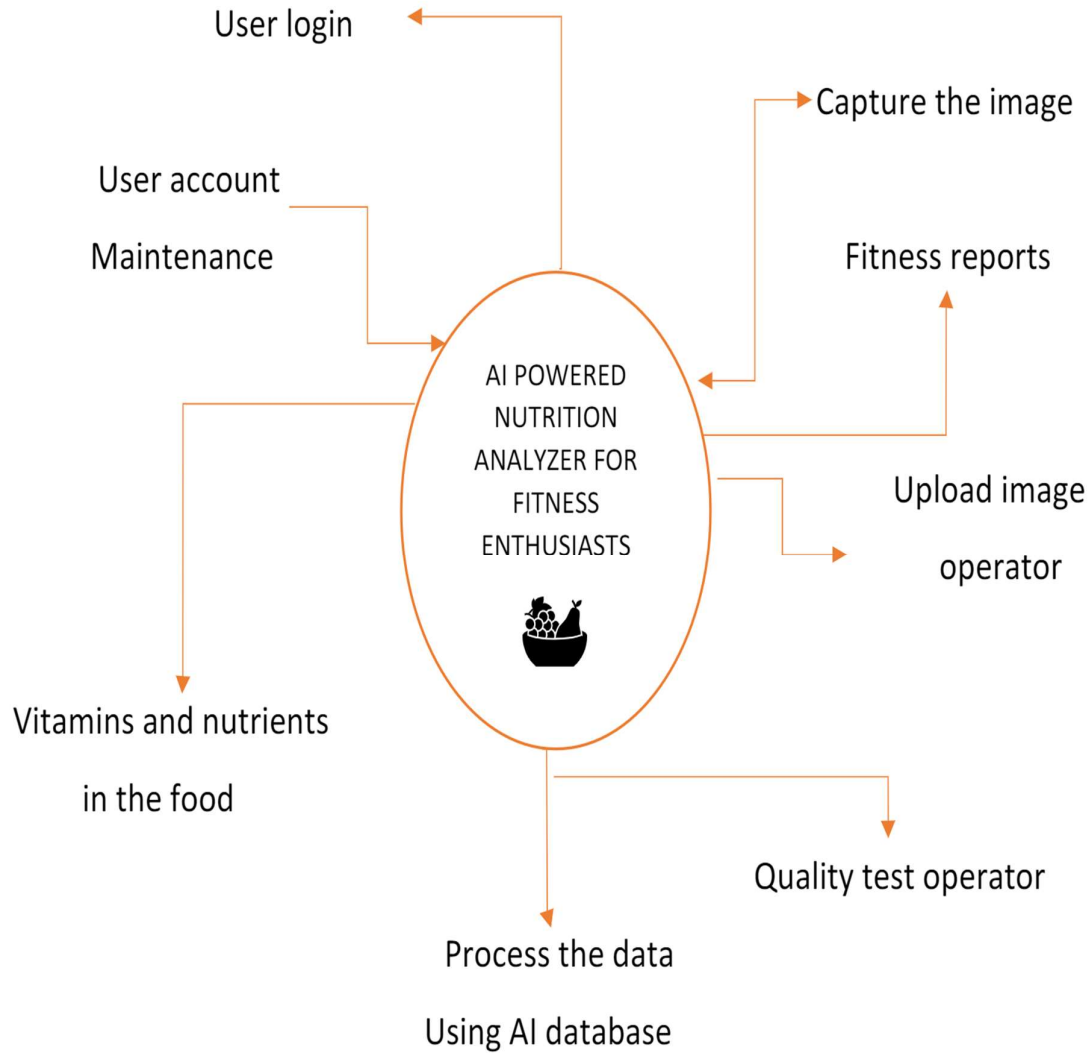 User login
Capture the image
User account
Maintenance
Fitness reports
AI POWERED
NUTRITION
ANALYZER FOR
FITNESS
ENTHUSIASTS
Upload image
operator
Vitamins and nutrients
in the food
Quality test operator
Process the data
Using AI database